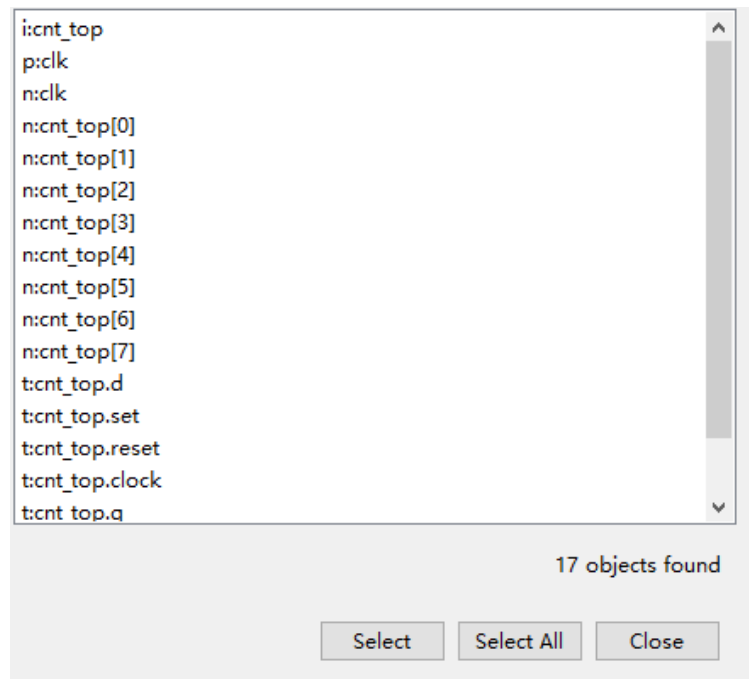 i:cnt_top
p:clk
n:clk
n:cnt_top[0]
n:cnt_top[1]
n:cnt_top[2]
n:cnt_top[3]
n:cnt_top[4]
n:cnt_top[5]
n:cnt_top[6]
n:cnt_top[7]
t:cnt_top.d
t:cnt_top.set
t:cnt_top.reset
t:cnt_top.clock
t:cnt_top.q
17 objects found
Select
Select All
Close